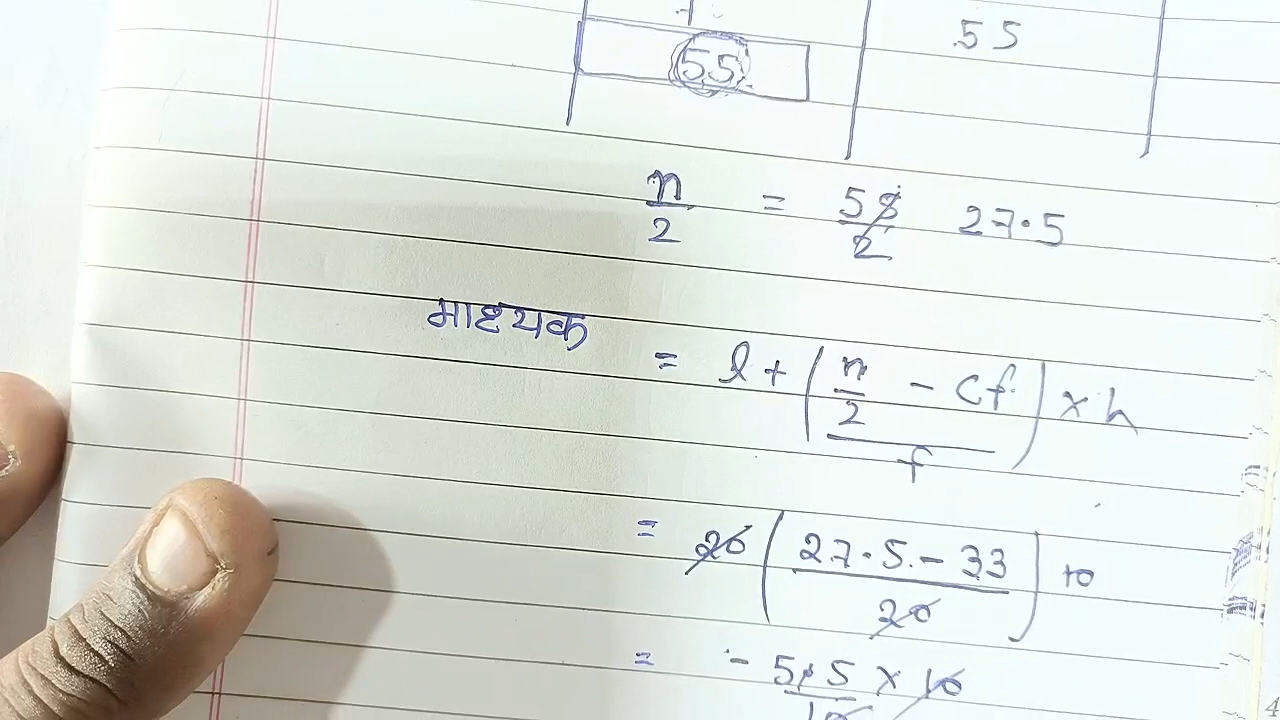 55 55
n/2 = 55/2 27.5
माध्यक = l + (n/2 - cf / f) × h
= 20 (27.5 - 33 / 20) 10
= - 5.5 × 10 / 10